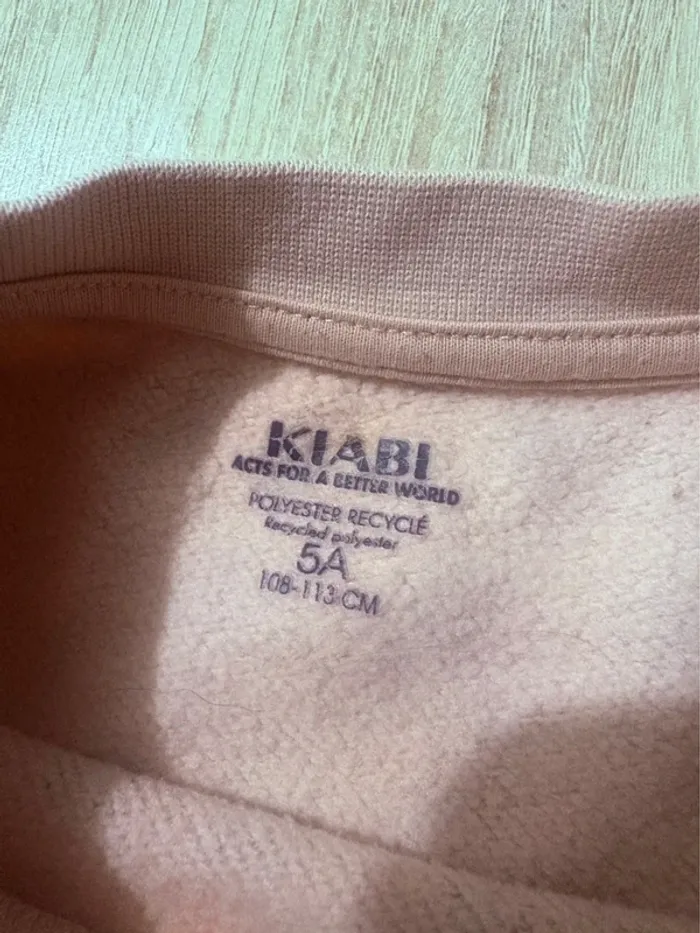 KIABI
ACTS FOR A BETTER WORLD
POLYESTER RECYCLÉ
Recycled polyester
5A
108-113 CM